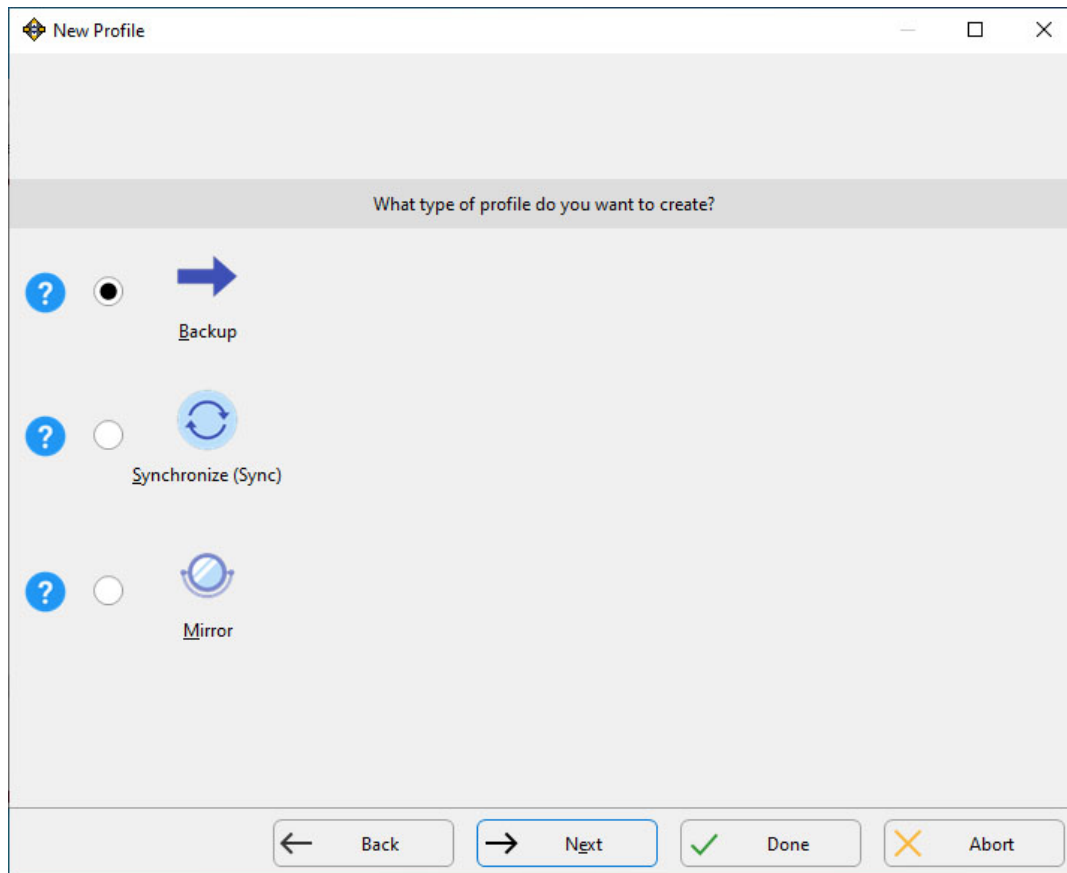 New Profile
What type of profile do you want to create?
?
Backup
?
Synchronize (Sync)
?
Mirror
Back
Next
Done
Abort